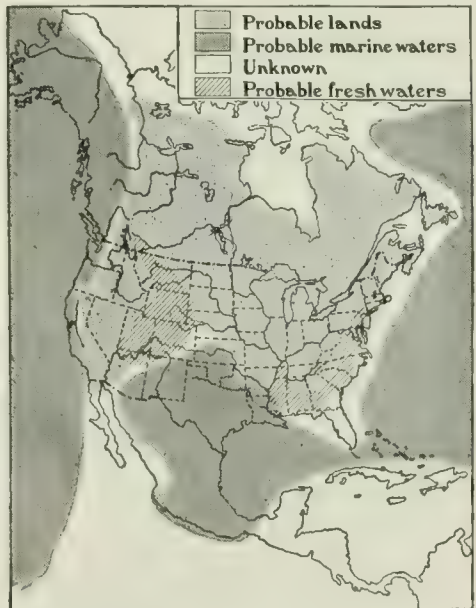 Probable lands
Probable marine waters
Unknown
Probable fresh waters